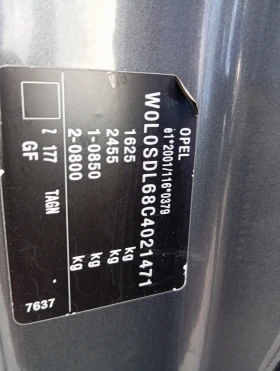 OPEL
e1*2001/116*0379
W0L0SDL68C4021471
1625 kg
2455 kg
1-0850 kg
2-0800 kg
Z 177 TAGN
GF
7637